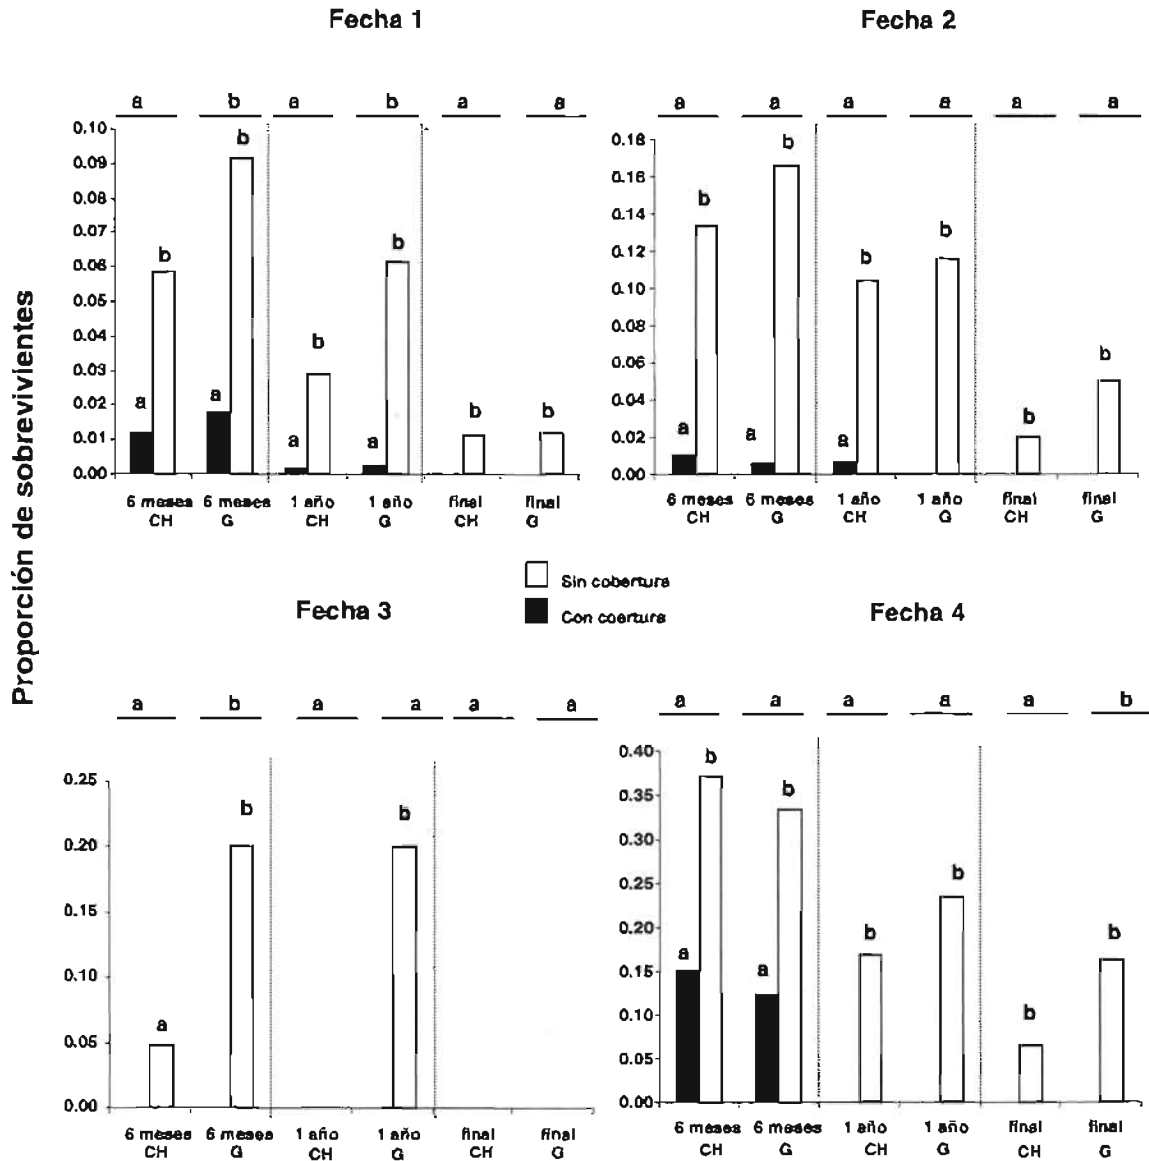 Fecha 1
Fecha 2
a b a b a a
a a a a a a
Proporción de sobrevivientes
0.10
0.09
0.08
0.07
0.06
0.05
0.04
0.03
0.02
0.01
0.00
a b a b a b a b b b
6 meses CH
6 meses G
1 año CH
1 año G
final CH
final G
0.18
0.16
0.14
0.12
0.10
0.08
0.06
0.04
0.02
0.00
a b a b a b b b b
6 meses CH
6 meses G
1 año CH
1 año G
final CH
final G
Sin cobertura
Con coertura
Fecha 3
Fecha 4
a b a a a a
a a a a a b
0.25
0.20
0.15
0.10
0.05
0.00
a b b
6 meses CH
6 meses G
1 año CH
1 año G
final CH
final G
0.40
0.35
0.30
0.25
0.20
0.15
0.10
0.05
0.00
a b a b b b b b
6 meses CH
6 meses G
1 año CH
1 año G
final CH
final G